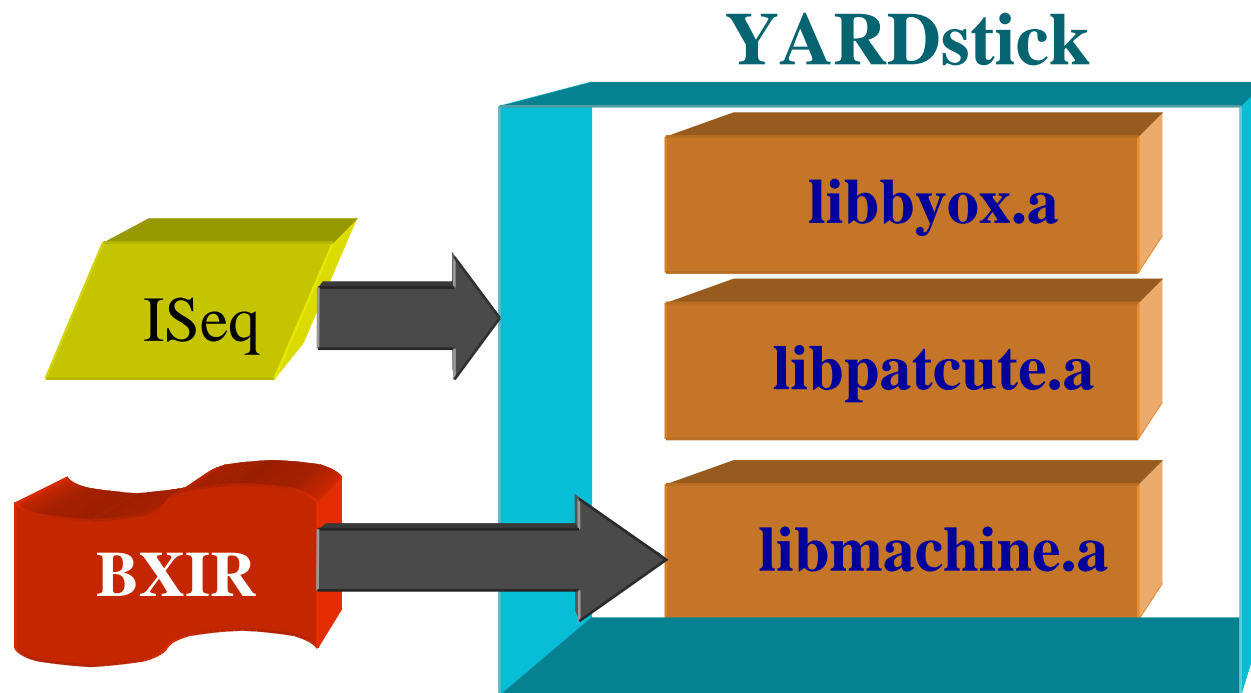 YARDstick
libbyox.a
ISeq
libpatcute.a
BXIR
libmachine.a